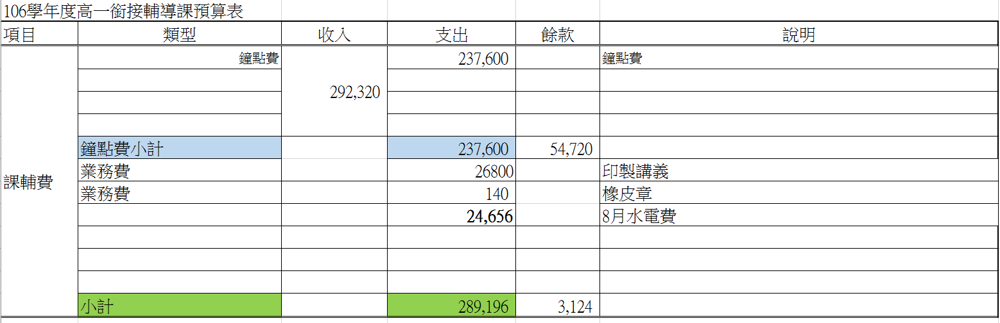 106學年度高一銜接輔導課預算表
項目 類型 收入 支出 餘款 說明
鐘點費 237,600 鐘點費
292,320
鐘點費小計 237,600 54,720
業務費 26800 印製講義
課輔費
業務費 140 橡皮章
24,656 8月水電費
小計 289,196 3,124